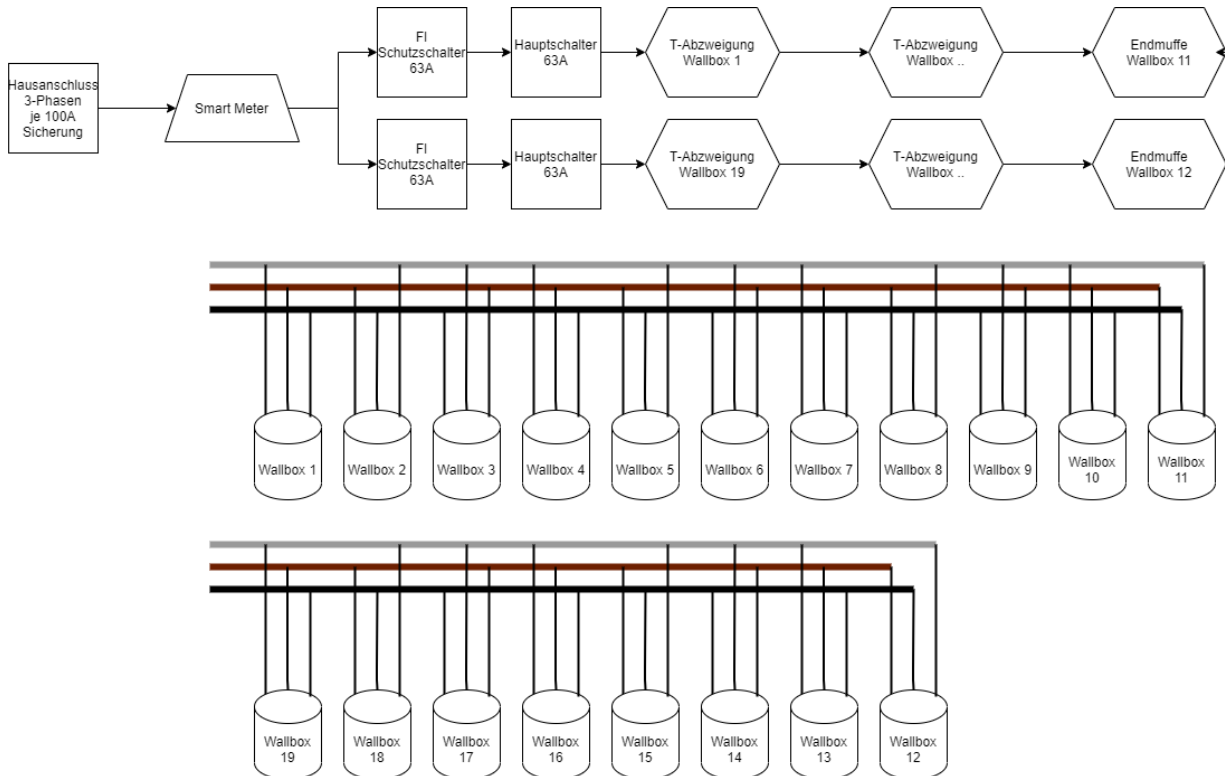 Hausanschluss
3-Phasen
je 100A
Sicherung
Smart Meter
FI
Schutzschalter
63A
Hauptschalter
63A
T-Abzweigung
Wallbox 1
T-Abzweigung
Wallbox ..
Endmuffe
Wallbox 11
FI
Schutzschalter
63A
Hauptschalter
63A
T-Abzweigung
Wallbox 19
T-Abzweigung
Wallbox ..
Endmuffe
Wallbox 12
Wallbox 1
Wallbox 2
Wallbox 3
Wallbox 4
Wallbox 5
Wallbox 6
Wallbox 7
Wallbox 8
Wallbox 9
Wallbox
10
Wallbox
11
Wallbox
19
Wallbox
18
Wallbox
17
Wallbox
16
Wallbox
15
Wallbox
14
Wallbox
13
Wallbox
12